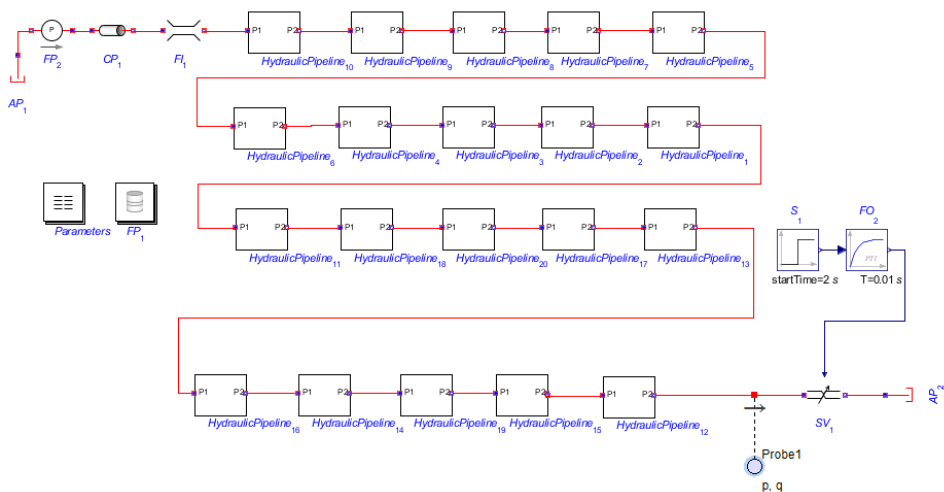 P
P1 P2 P1 P2 P1 P2 P1 P2 P1 P2
FP2 CP1 FI1 HydraulicPipeline10 HydraulicPipeline9 HydraulicPipeline8 HydraulicPipeline7 HydraulicPipeline5
AP1
P1 P2 P1 P2 P1 P2 P1 P2 P1 P2
HydraulicPipeline6 HydraulicPipeline4 HydraulicPipeline3 HydraulicPipeline2 HydraulicPipeline1
Parameters FP1
P1 P2 P1 P2 P1 P2 P1 P2 P1 P2
HydraulicPipeline11 HydraulicPipeline18 HydraulicPipeline20 HydraulicPipeline17 HydraulicPipeline13
S1 FO2
PT1
startTime=2 s T=0.01 s
P1 P2 P1 P2 P1 P2 P1 P2 P1 P2
HydraulicPipeline16 HydraulicPipeline14 HydraulicPipeline19 HydraulicPipeline15 HydraulicPipeline12
SV1 AP2
Probe1
p, q